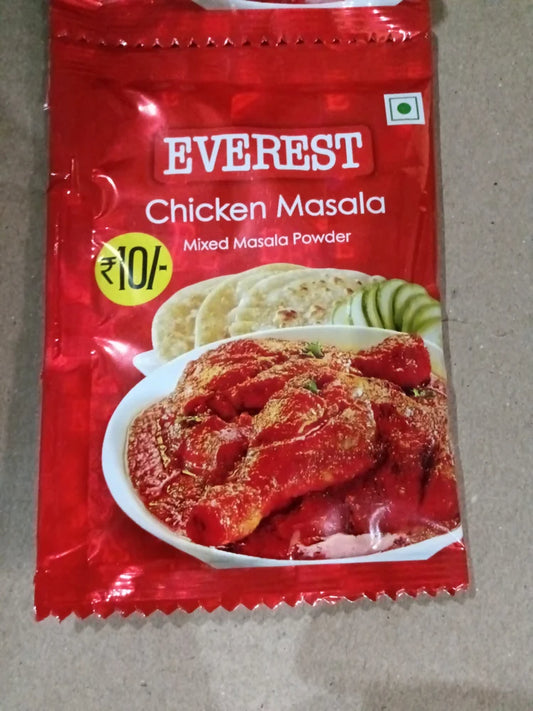 EVEREST
Chicken Masala
Mixed Masala Powder
₹10/-